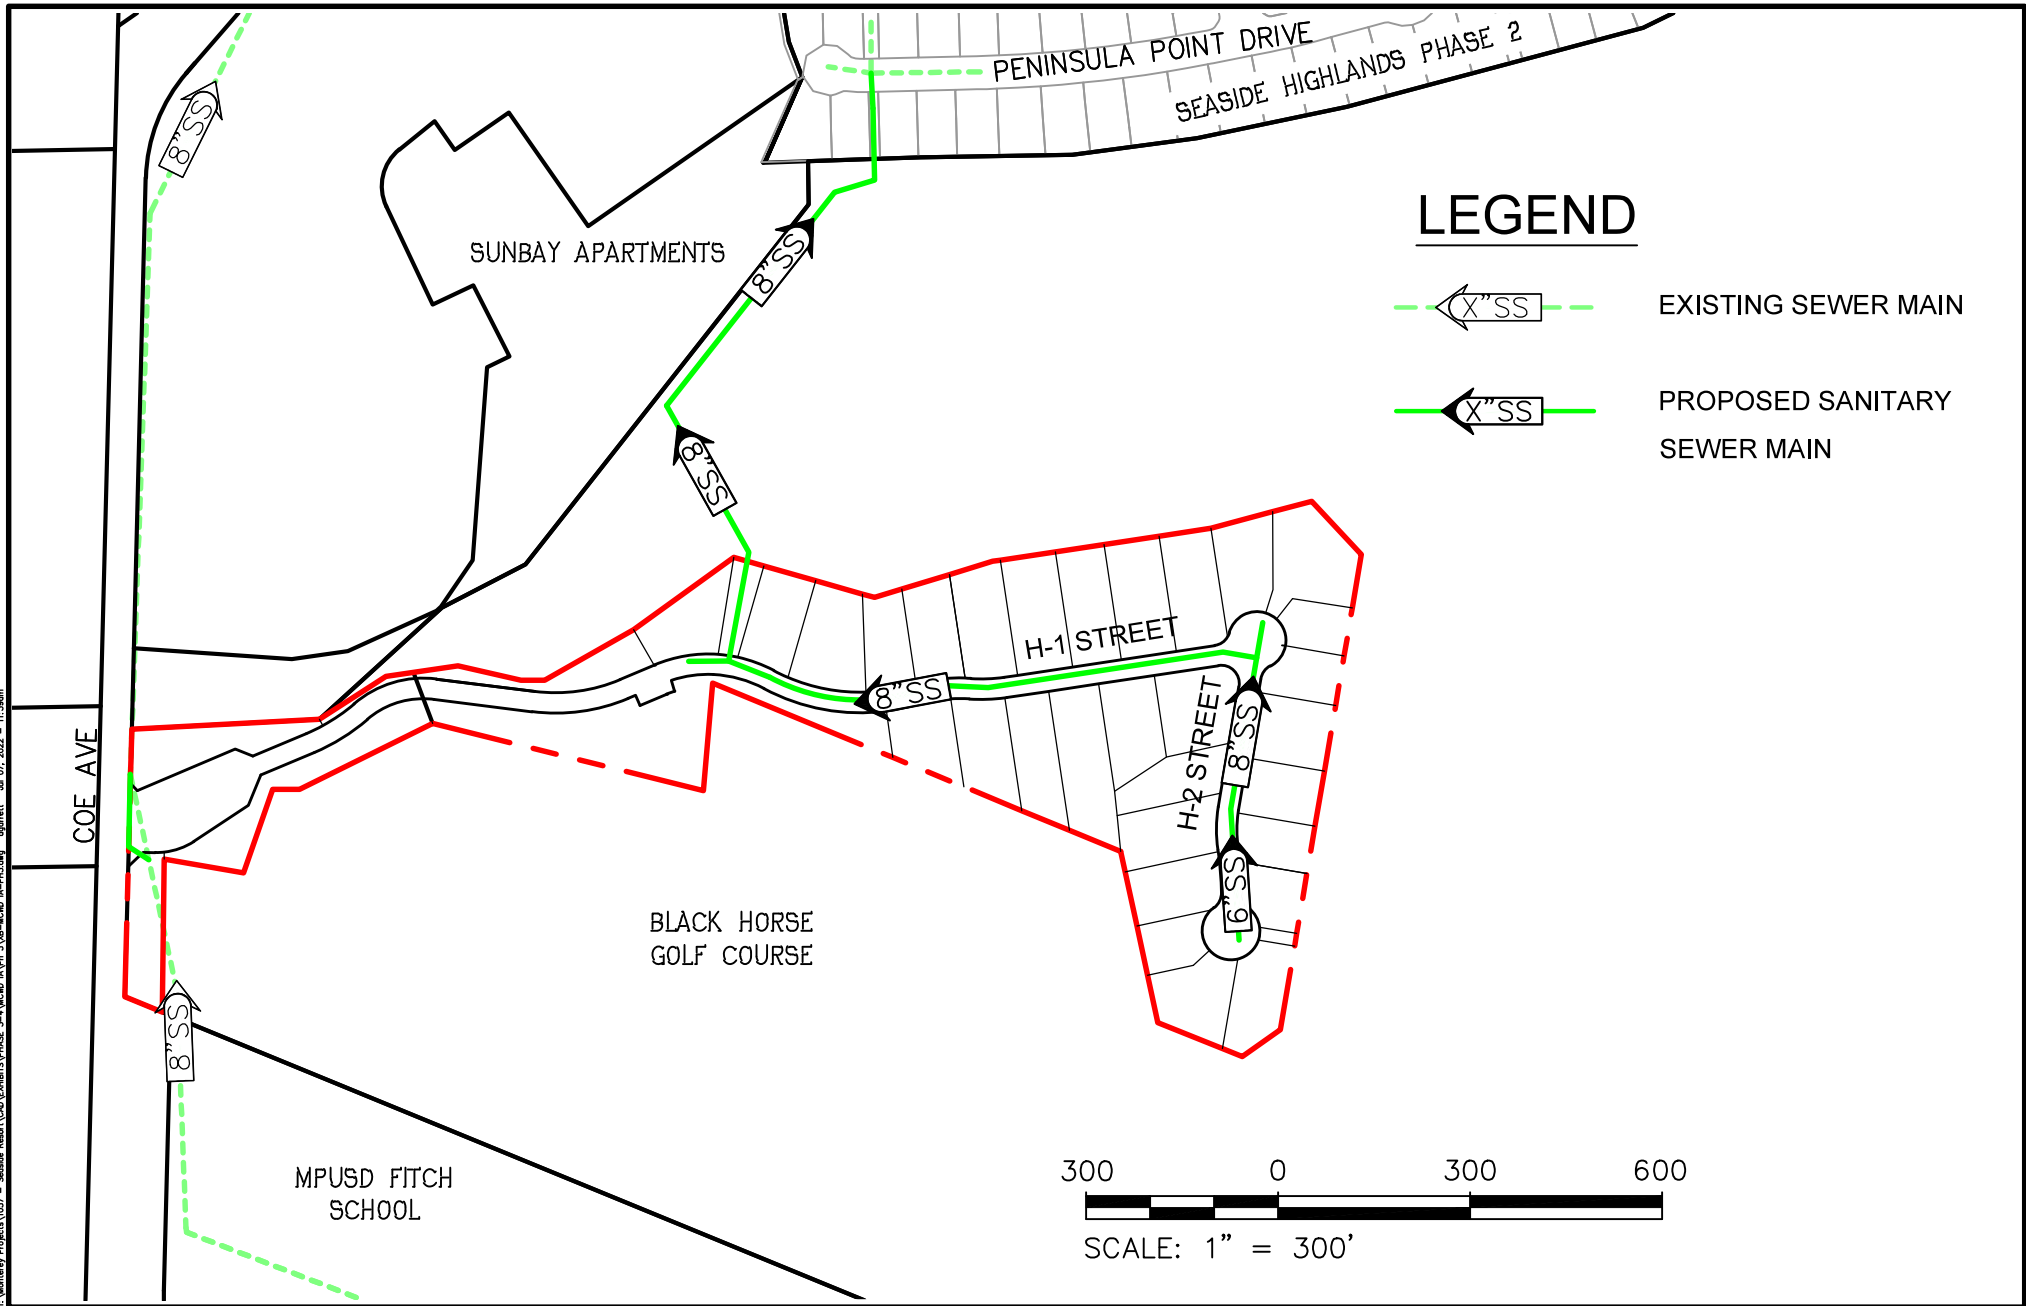 PENINSULA POINT DRIVE
SEASIDE HIGHLANDS PHASE 2
8"SS
SUNBAY APARTMENTS
8"SS
LEGEND
X"SS
EXISTING SEWER MAIN
X"SS
PROPOSED SANITARY
SEWER MAIN
8"SS
H-1 STREET
8"SS
H-2 STREET
8"SS
6"SS
COE AVE
BLACK HORSE
GOLF COURSE
8"SS
MPUSD FITCH
SCHOOL
300 0 300 600
SCALE: 1" = 300'